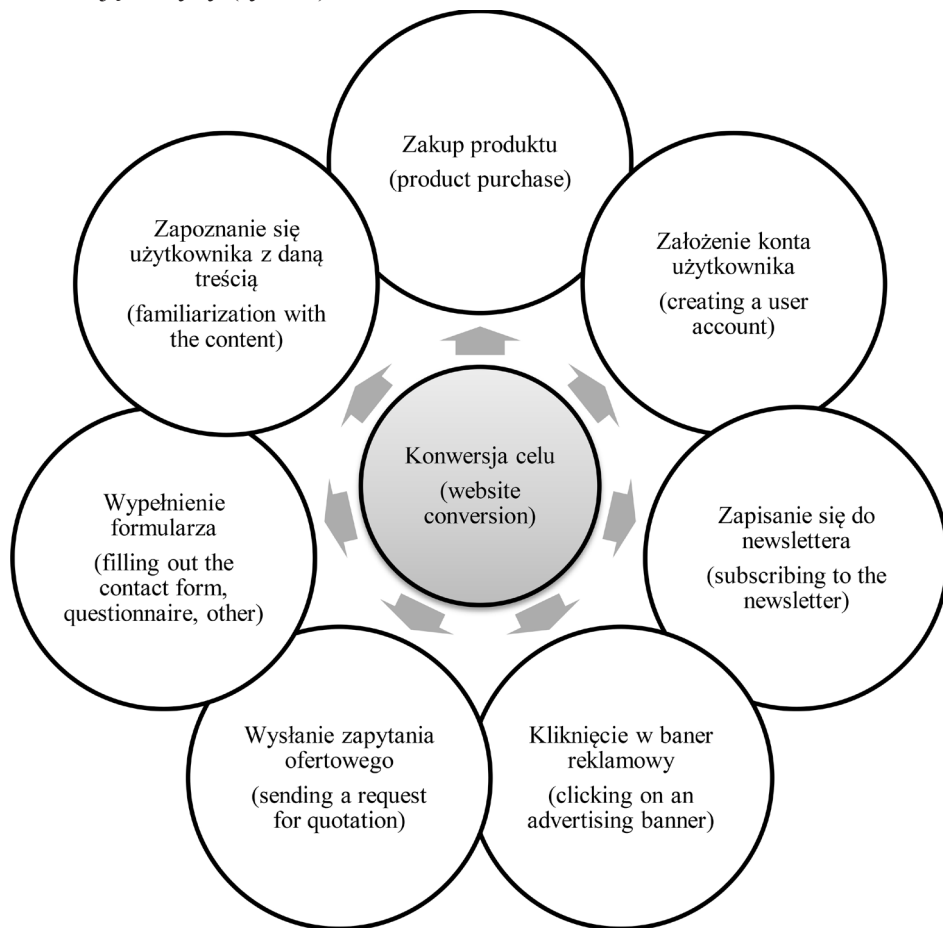 Zakup produktu
(product purchase)
Założenie konta
użytkownika
(creating a user
account)
Zapisanie się do
newslettera
(subscribing to the
newsletter)
Kliknięcie w baner
reklamowy
(clicking on an
advertising banner)
Wysłanie zapytania
ofertowego
(sending a request
for quotation)
Wypełnienie
formularza
(filling out the
contact form,
questionnaire, other)
Zapoznanie się
użytkownika z daną
treścią
(familiarization with
the content)
Konwersja celu
(website
conversion)